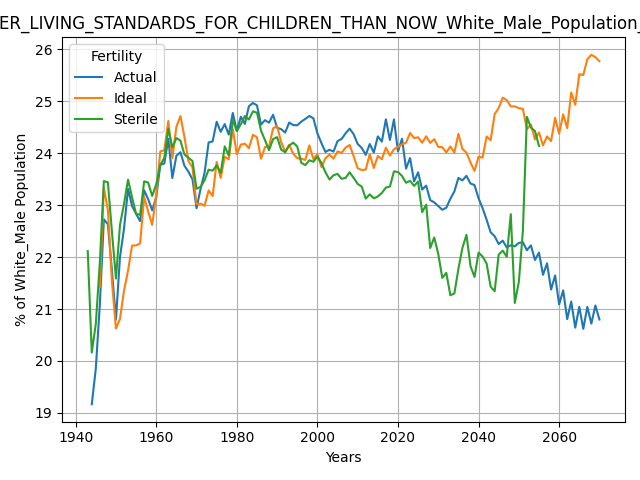 ER_LIVING_STANDARDS_FOR_CHILDREN_THAN_NOW_White_Male_Population_
26
25
24
23
22
21
20
19
% of White_Male Population
Fertility
Actual
Ideal
Sterile
1940 1960 1980 2000 2020 2040 2060
Years